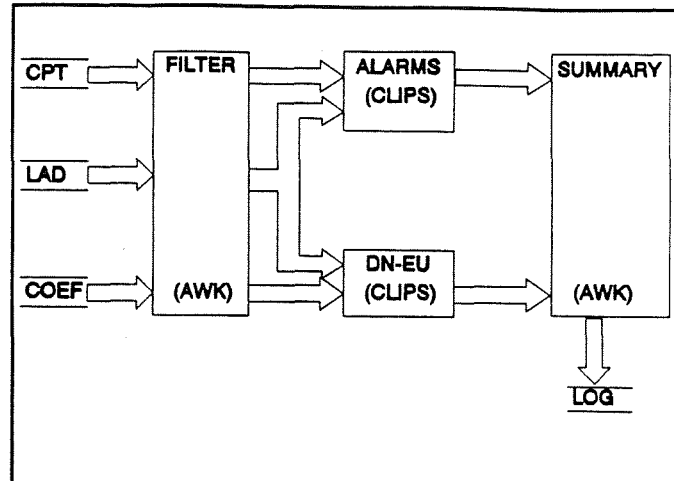 CPT
FILTER
ALARMS
(CLIPS)
SUMMARY
LAD
DN-EU
(CLIPS)
COEF
(AWK)
(AWK)
LOG